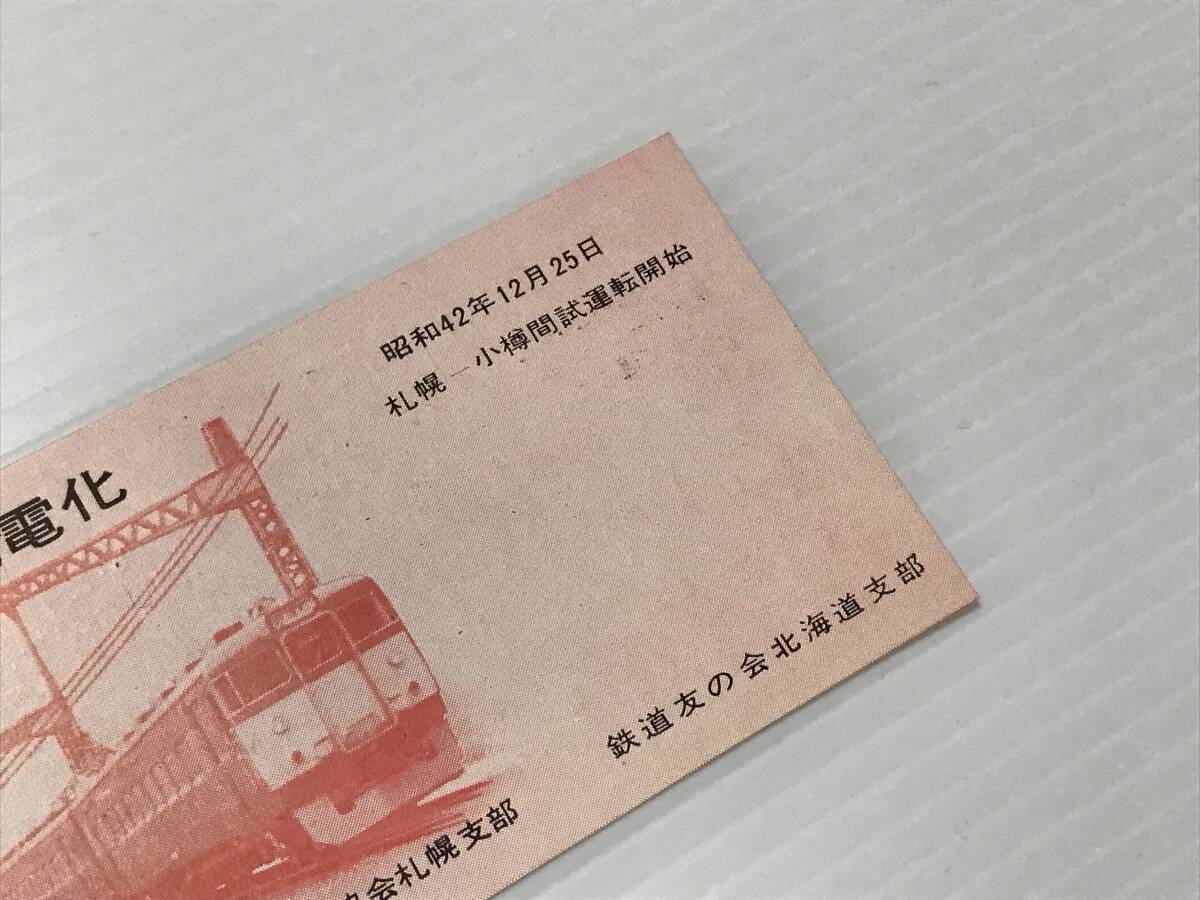 昭和42年12月25日
札幌－小樽間試運転開始
電化
会札幌支部
鉄道友の会北海道支部